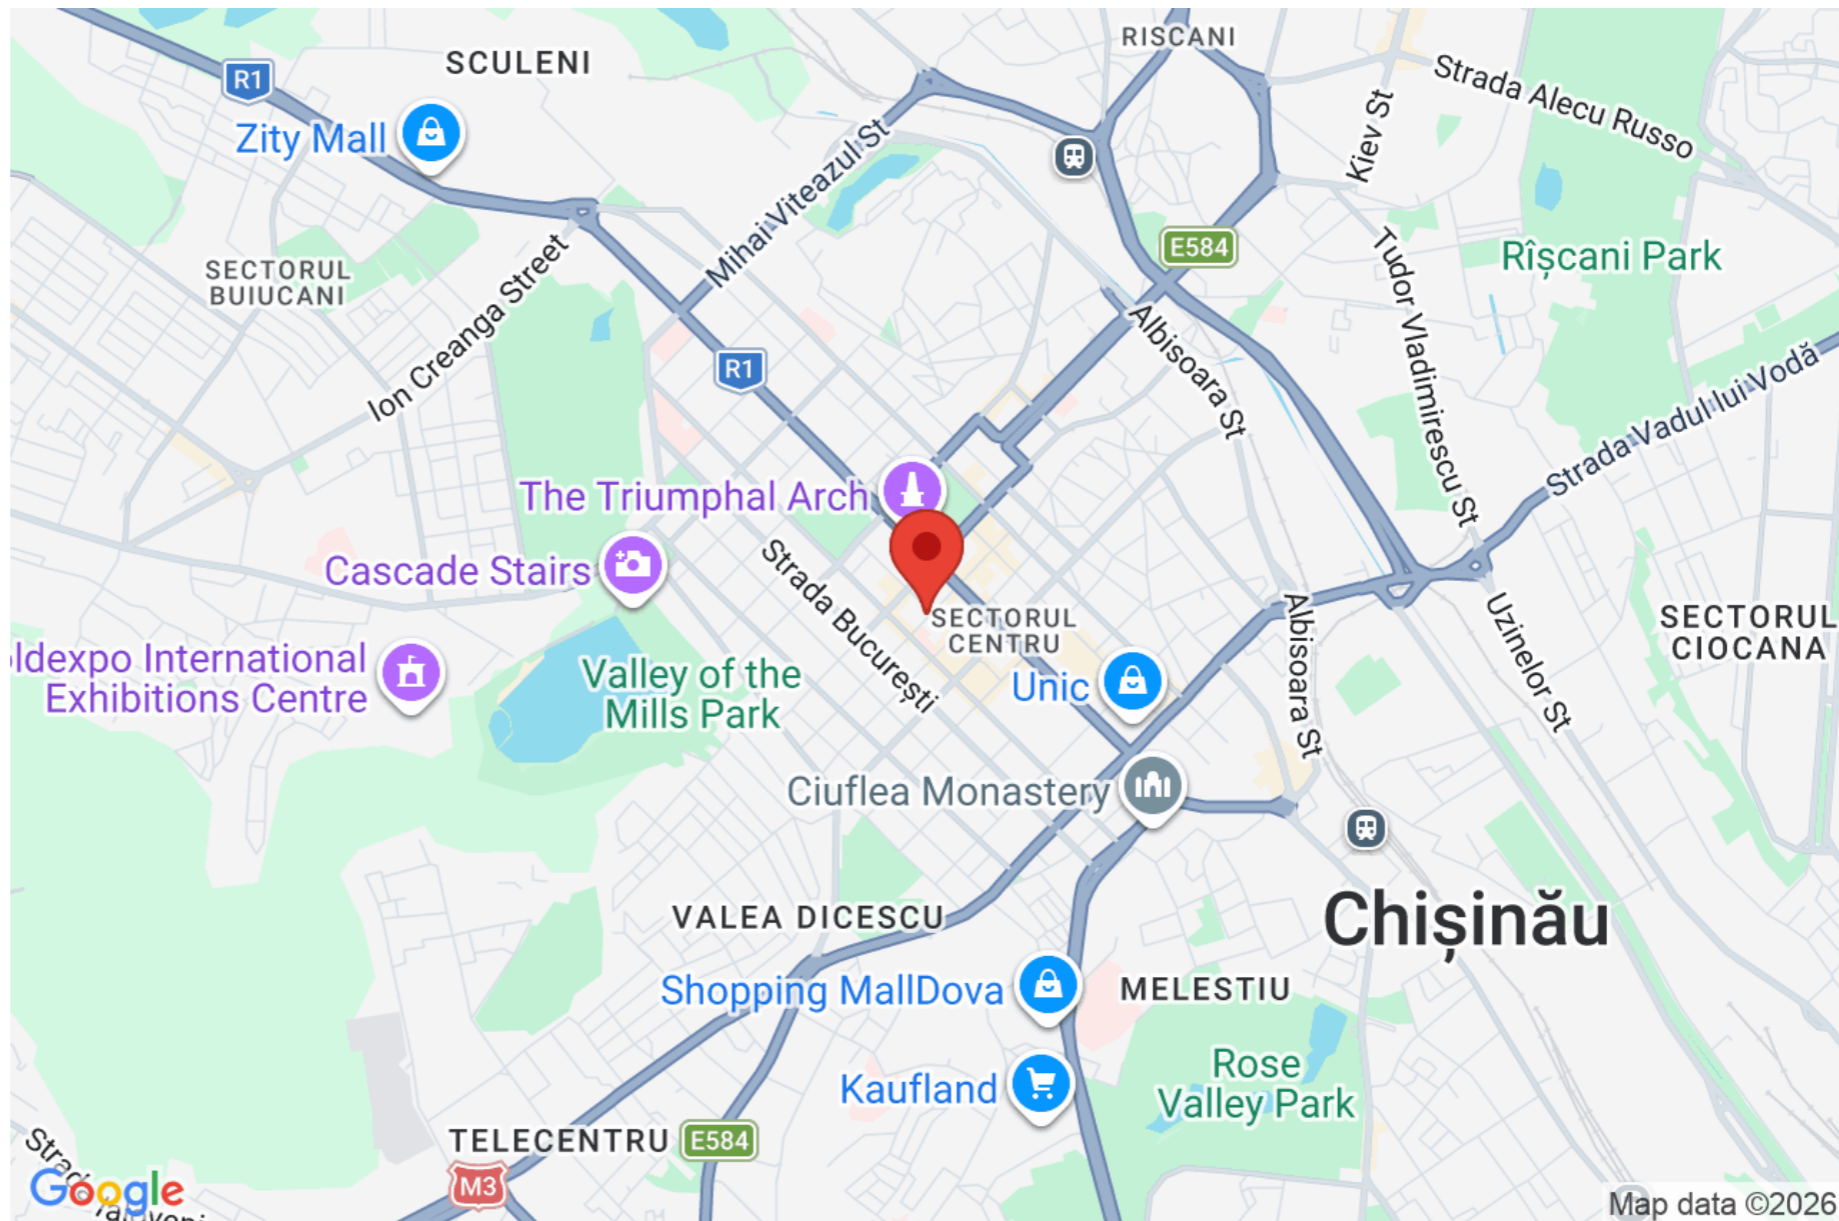 RISCANI
SCULENI
R1
Strada Alecu Russo
Kiev St
Zity Mall
Mihai Viteazul St
E584
Rîșcani Park
SECTORUL
BUIUCANI
Ion Creanga Street
Tudor Vladimirescu St
Albisoara St
R1
Strada Vadul lui Vodă
The Triumphal Arch
Cascade Stairs
Strada București
SECTORUL
CENTRU
Albisoara St
Uzinelor St
SECTORUL
CIOCANA
oldexpo International
Exhibitions Centre
Valley of the
Mills Park
Unic
Ciuflea Monastery
Chișinău
VALEA DICESCU
Shopping MallDova
MELESTIU
Rose
Valley Park
Kaufland
TELECENTRU
E584
M3
Google
Map data ©2026